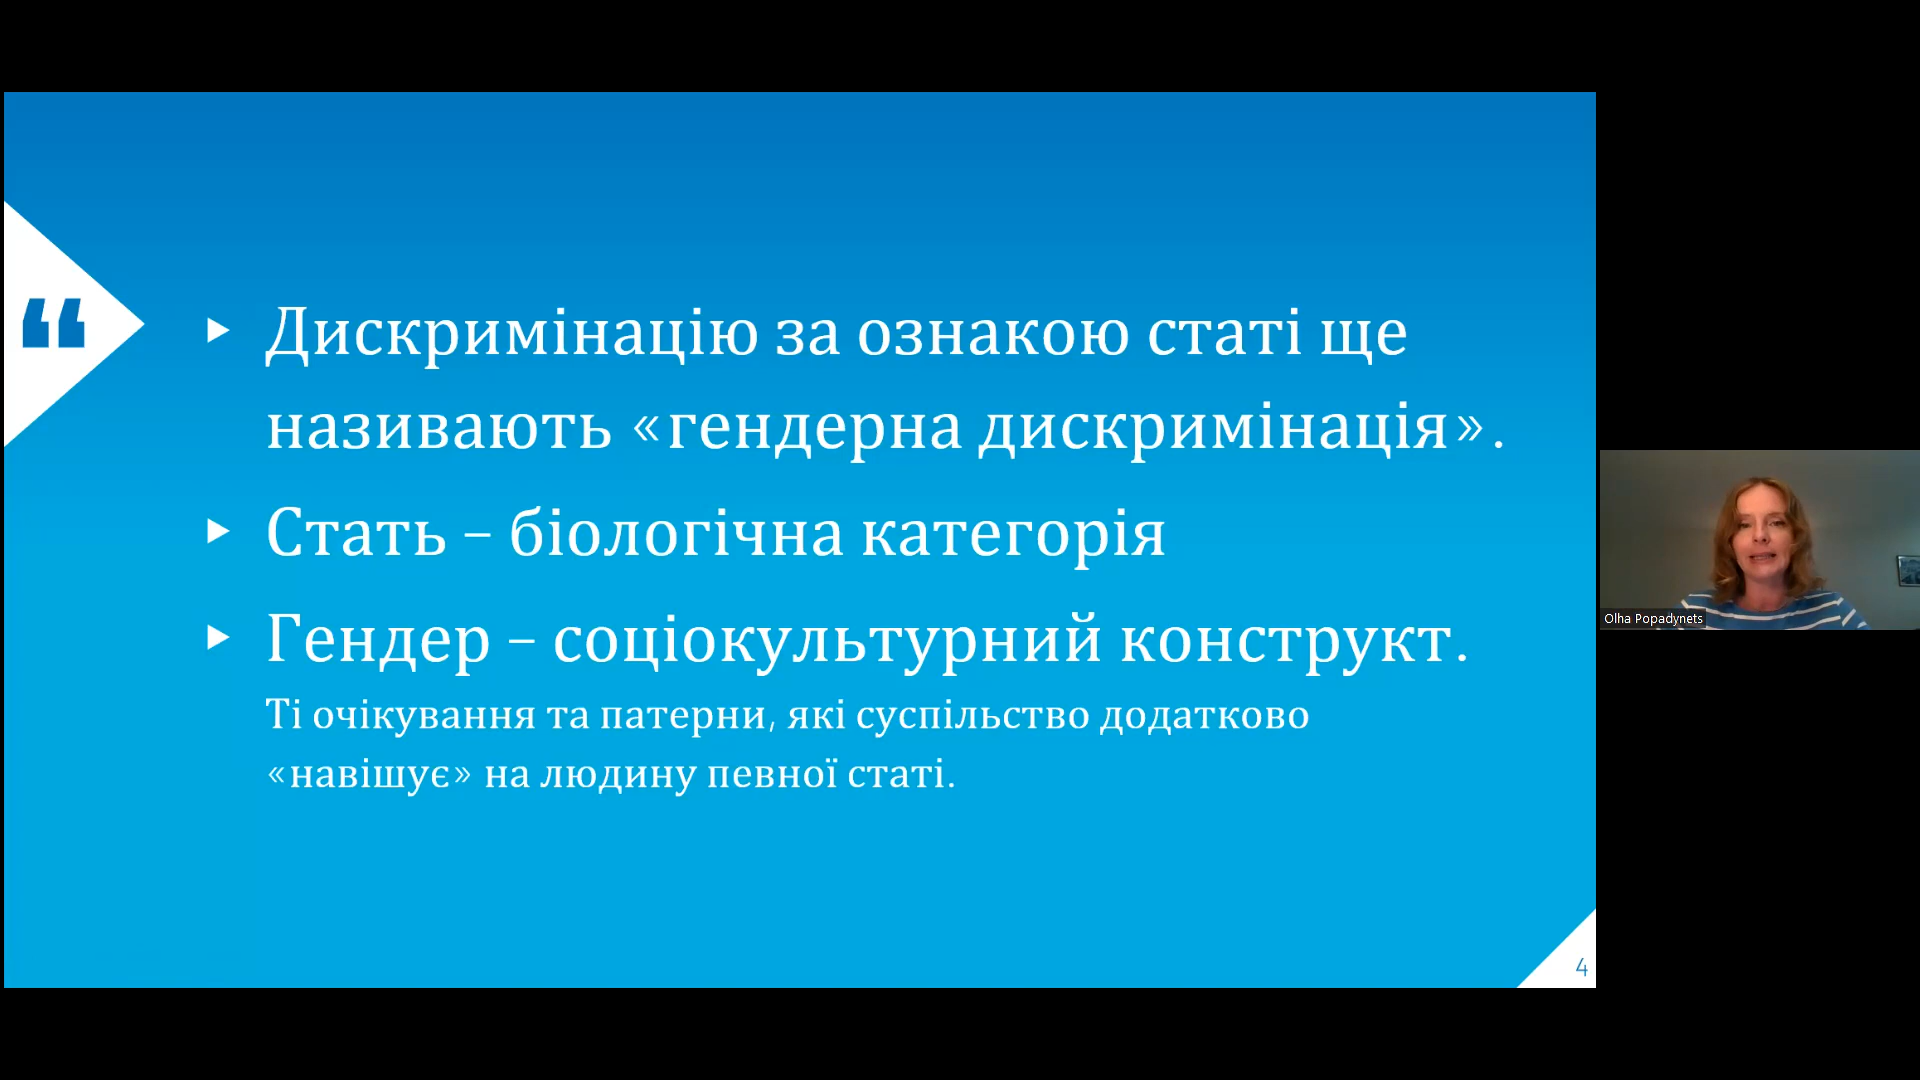 “
Дискримінацію за ознакою статі ще
називають «гендерна дискримінація».
Стать – біологічна категорія
Гендер – соціокультурний конструкт.
Ті очікування та патерни, які суспільство додатково
«навішує» на людину певної статі.
4
Olha Popadynets